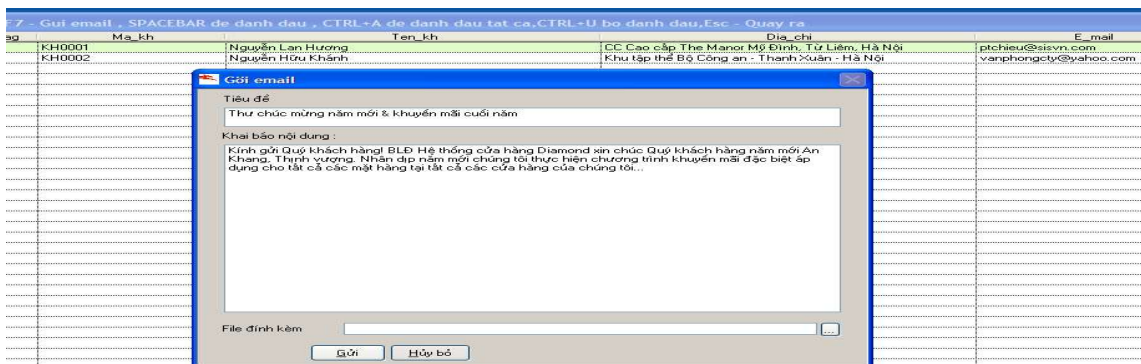 F7 - Gui email , SPACEBAR de danh dau , CTRL+A de danh dau tat ca,CTRL+U bo danh dau,Esc - Quay ra
ag Ma_kh Ten_kh Dia_chi E_mail
KH0001 Nguyễn Lan Hương CC Cao cấp The Manor Mỹ Đình, Từ Liêm, Hà Nội ptchieu@sisvn.com
KH0002 Nguyễn Hữu Khánh Khu tập thể Bộ Công an - Thanh Xuân - Hà Nội vanphongcty@yahoo.com
Gởi email
Tiêu đề
Thư chúc mừng năm mới & khuyến mãi cuối năm
Khai báo nội dung :
Kính gửi Quý khách hàng! BLĐ Hệ thống cửa hàng Diamond xin chúc Quý khách hàng năm mới An
Khang, Thịnh vượng. Nhân dịp năm mới chúng tôi thực hiện chương trình khuyến mãi đặc biệt áp
dụng cho tất cả các mặt hàng tại tất cả các cửa hàng của chúng tôi...
File đính kèm ...
Gửi Hủy bỏ